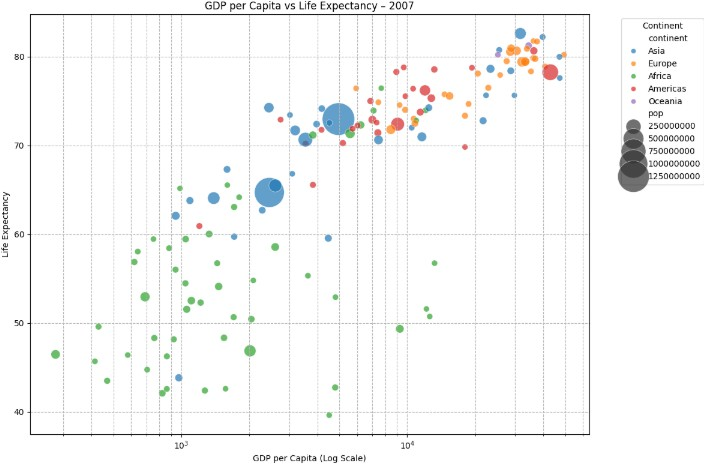 GDP per Capita vs Life Expectancy – 2007
Continent
continent
Asia
Europe
Africa
Americas
Oceania
pop
250000000
500000000
750000000
1000000000
1250000000
Life Expectancy
80
70
60
50
40
10³
10⁴
GDP per Capita (Log Scale)